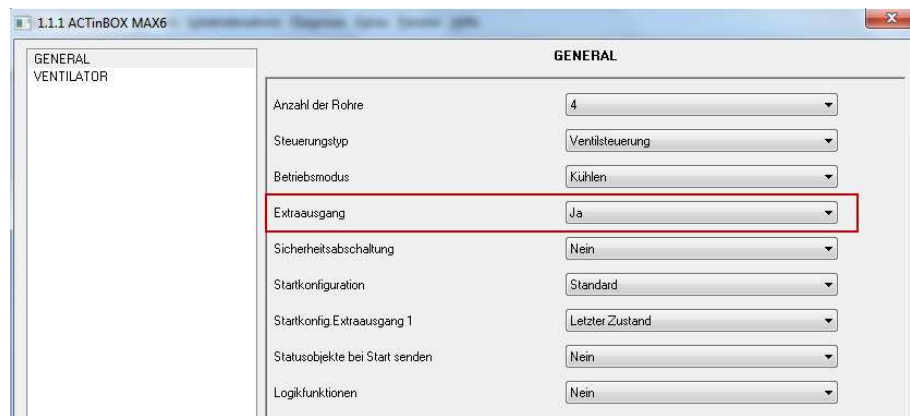 1.1.1 ACTinBOX MAX6
GENERAL
VENTILATOR
GENERAL
Anzahl der Rohre 4
Steuerungstyp Ventilsteuerung
Betriebsmodus Kühlen
Extraausgang Ja
Sicherheitsabschaltung Nein
Startkonfiguration Standard
Startkonfig.Extraausgang 1 Letzter Zustand
Statusobjekte bei Start senden Nein
Logikfunktionen Nein